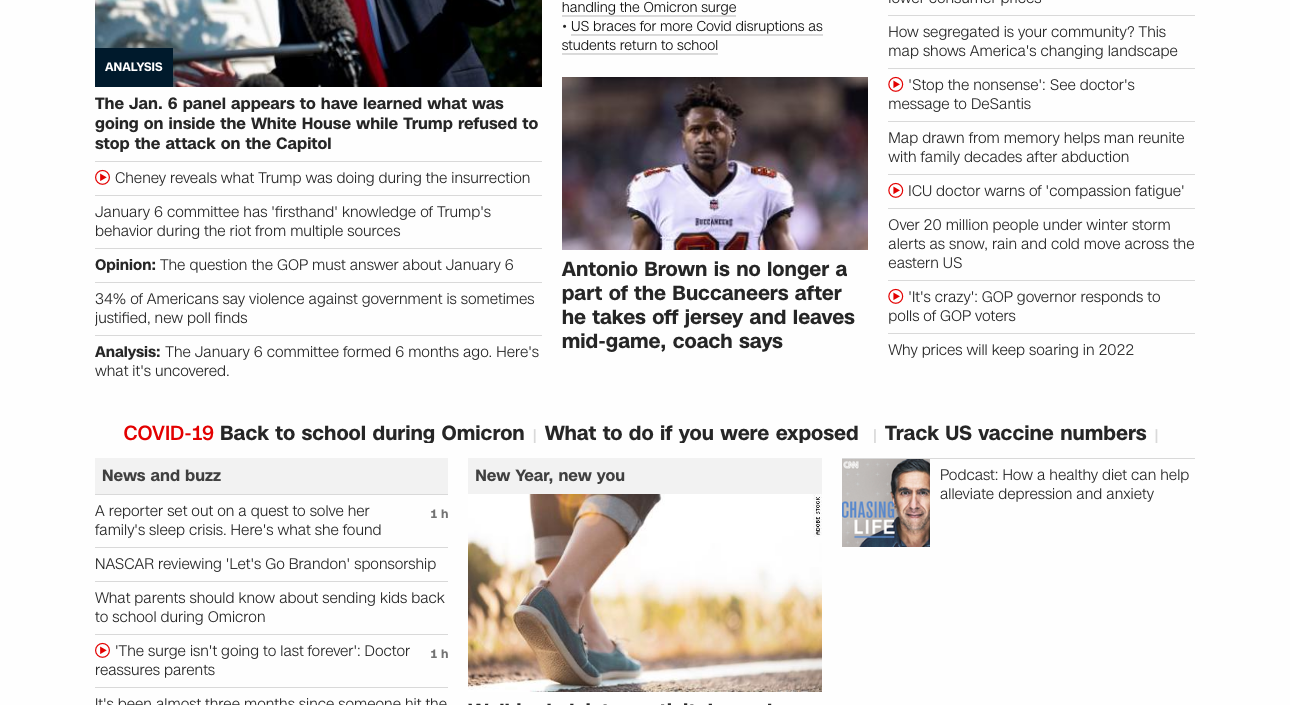 ANALYSIS
The Jan. 6 panel appears to have learned what was
going on inside the White House while Trump refused to
stop the attack on the Capitol
Cheney reveals what Trump was doing during the insurrection
January 6 committee has 'firsthand' knowledge of Trump's
behavior during the riot from multiple sources
Opinion: The question the GOP must answer about January 6
34% of Americans say violence against government is sometimes
justified, new poll finds
Analysis: The January 6 committee formed 6 months ago. Here's
what it's uncovered.
handling the Omicron surge
• US braces for more Covid disruptions as
students return to school
BUCCANEERS
Antonio Brown is no longer a
part of the Buccaneers after
he takes off jersey and leaves
mid-game, coach says
lower consumer prices
How segregated is your community? This
map shows America's changing landscape
'Stop the nonsense': See doctor's
message to DeSantis
Map drawn from memory helps man reunite
with family decades after abduction
ICU doctor warns of 'compassion fatigue'
Over 20 million people under winter storm
alerts as snow, rain and cold move across the
eastern US
'It's crazy': GOP governor responds to
polls of GOP voters
Why prices will keep soaring in 2022
COVID-19 Back to school during Omicron | What to do if you were exposed | Track US vaccine numbers |
News and buzz
A reporter set out on a quest to solve her 1 h
family's sleep crisis. Here's what she found
NASCAR reviewing 'Let's Go Brandon' sponsorship
What parents should know about sending kids back
to school during Omicron
'The surge isn't going to last forever': Doctor 1 h
reassures parents
It's been almost three months since someone hit the
New Year, new you
ADOBE STOCK
CNN
CHASING
LIFE
Podcast: How a healthy diet can help
alleviate depression and anxiety